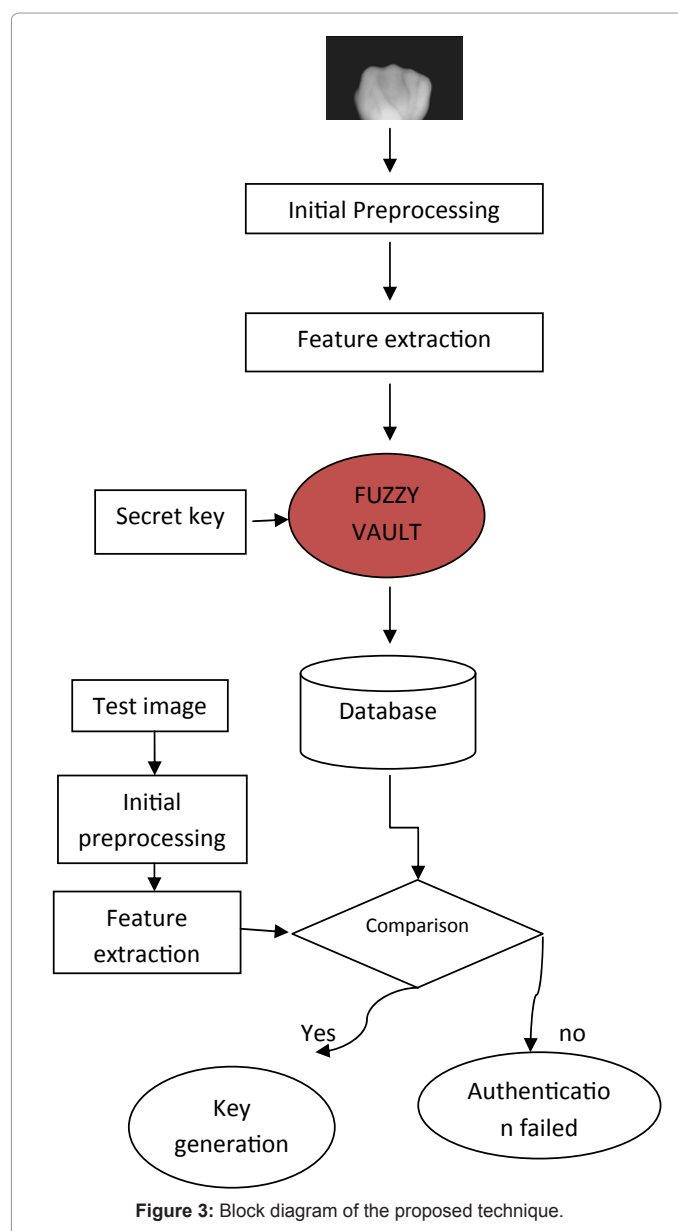 Initial Preprocessing
Feature extraction
Secret key
FUZZY
VAULT
Test image
Database
Initial
preprocessing
Feature
extraction
Comparison
Yes
no
Key
generation
Authenticatio
n failed
Figure 3: Block diagram of the proposed technique.